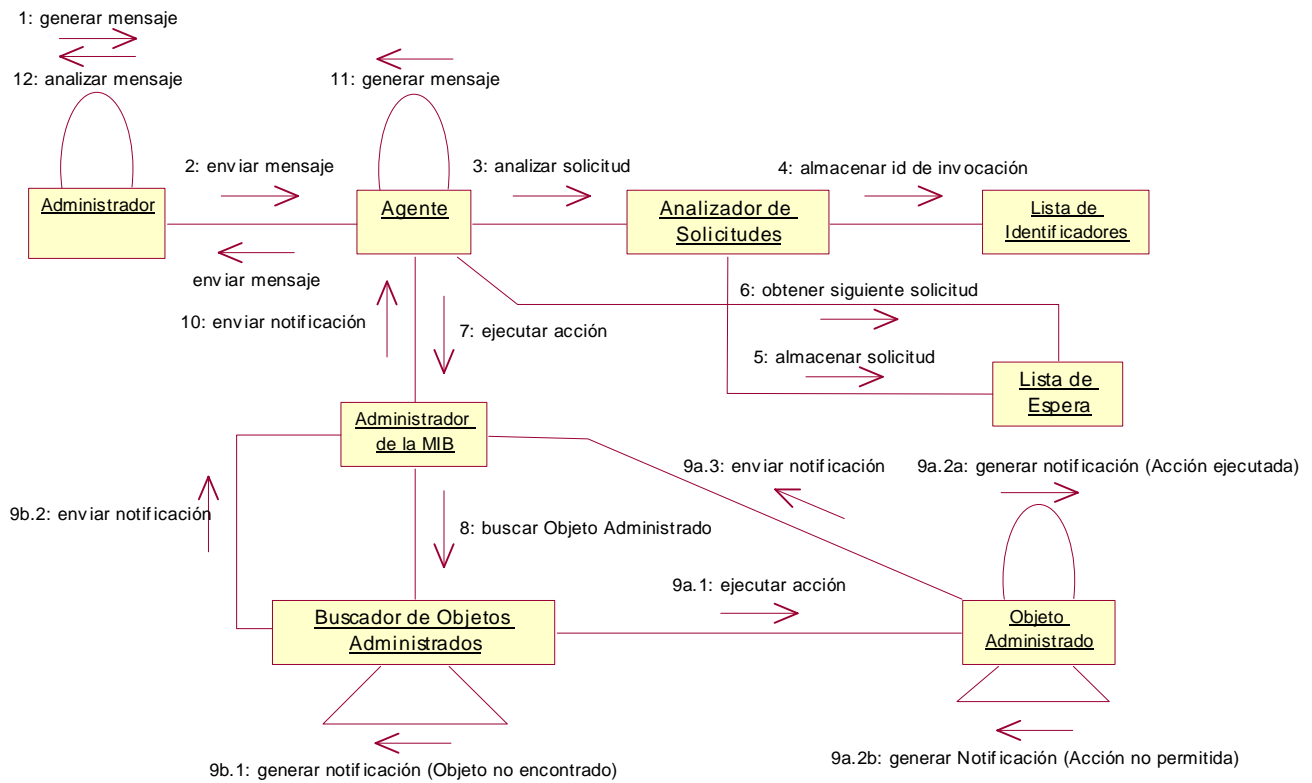 1: generar mensaje
12: analizar mensaje
11: generar mensaje
2: enviar mensaje
3: analizar solicitud
4: almacenar id de invocación
Administrador
Agente
Analizador de
Solicitudes
Lista de
Identificadores
enviar mensaje
6: obtener siguiente solicitud
10: enviar notificación
7: ejecutar acción
5: almacenar solicitud
Lista de
Espera
Administrador
de la MIB
9a.3: enviar notificación
9a.2a: generar notificación (Acción ejecutada)
9b.2: enviar notificación
8: buscar Objeto Administrado
9a.1: ejecutar acción
Buscador de Objetos
Administrados
Objeto
Administrado
9b.1: generar notificación (Objeto no encontrado)
9a.2b: generar Notificación (Acción no permitida)